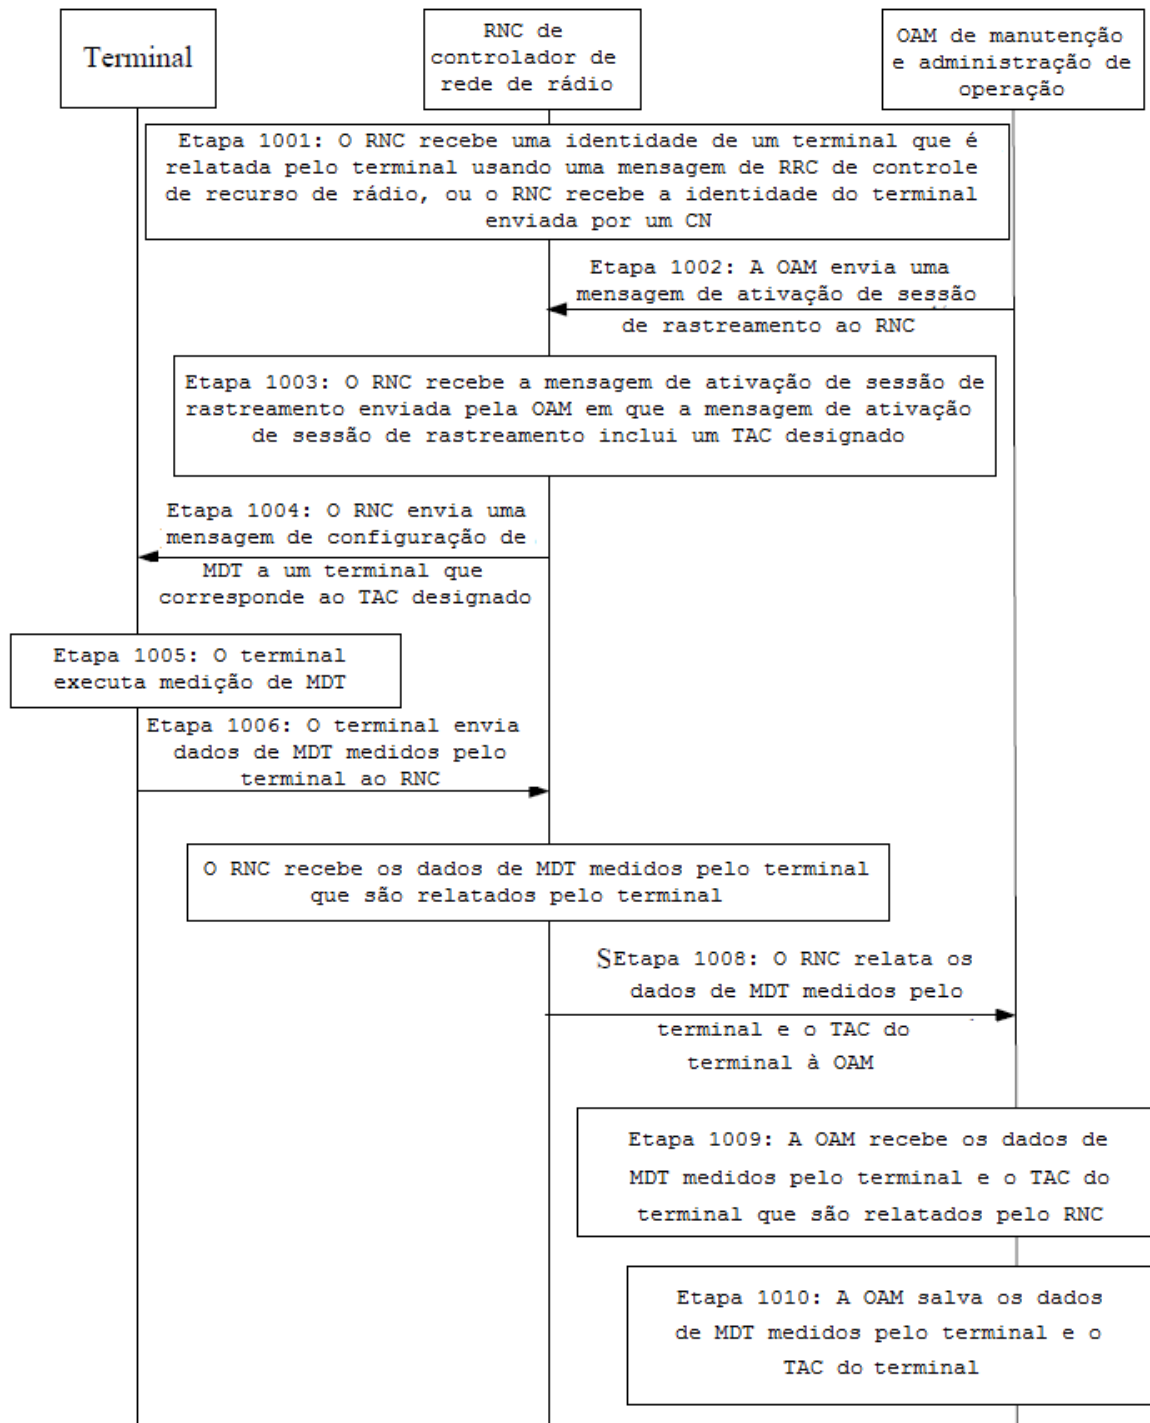 Terminal
RNC de
controlador de
rede de rádio
OAM de manutenção
e administração de
operação
Etapa 1001: O RNC recebe uma identidade de um terminal que é
relatada pelo terminal usando uma mensagem de RRC de controle
de recurso de rádio, ou o RNC recebe a identidade do terminal
enviada por um CN
Etapa 1002: A OAM envia uma
mensagem de ativação de sessão
de rastreamento ao RNC
Etapa 1003: O RNC recebe a mensagem de ativação de sessão de
rastreamento enviada pela OAM em que a mensagem de ativação
de sessão de rastreamento inclui um TAC designado
Etapa 1004: O RNC envia uma
mensagem de configuração de
MDT a um terminal que
corresponde ao TAC designado
Etapa 1005: O terminal
executa medição de MDT
Etapa 1006: O terminal envia
dados de MDT medidos pelo
terminal ao RNC
O RNC recebe os dados de MDT medidos pelo terminal
que são relatados pelo terminal
SEtapa 1008: O RNC relata os
dados de MDT medidos pelo
terminal e o TAC do
terminal à OAM
Etapa 1009: A OAM recebe os dados de
MDT medidos pelo terminal e o TAC do
terminal que são relatados pelo RNC
Etapa 1010: A OAM salva os dados
de MDT medidos pelo terminal e o
TAC do terminal